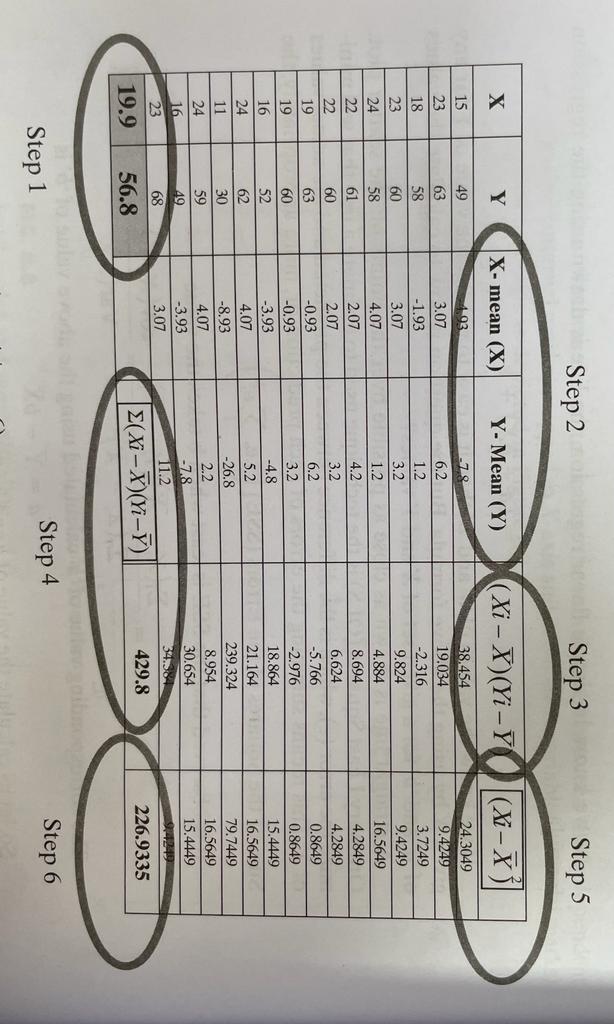 Step 2 Step 3 Step 5
X Y X- mean (X) Y- Mean (Y) (Xi – X̅)(Yi – Y̅) (Xi – X̅)²
15 49 -4.93 -7.8 38.454 24.3049
23 63 3.07 6.2 19.034 9.4249
18 58 -1.93 1.2 -2.316 3.7249
23 60 3.07 3.2 9.824 9.4249
24 58 4.07 1.2 4.884 16.5649
22 61 2.07 4.2 8.694 4.2849
22 60 2.07 3.2 6.624 4.2849
19 63 -0.93 6.2 -5.766 0.8649
19 60 -0.93 3.2 -2.976 0.8649
16 52 -3.93 -4.8 18.864 15.4449
24 62 4.07 5.2 21.164 16.5649
11 30 -8.93 -26.8 239.324 79.7449
24 59 4.07 2.2 8.954 16.5649
16 49 -3.93 -7.8 30.654 15.4449
23 68 3.07 11.2 34.384 9.4249
19.9 56.8 Σ(Xi – X̅)(Yi – Y̅) 429.8 226.9335
Step 1 Step 4 Step 6